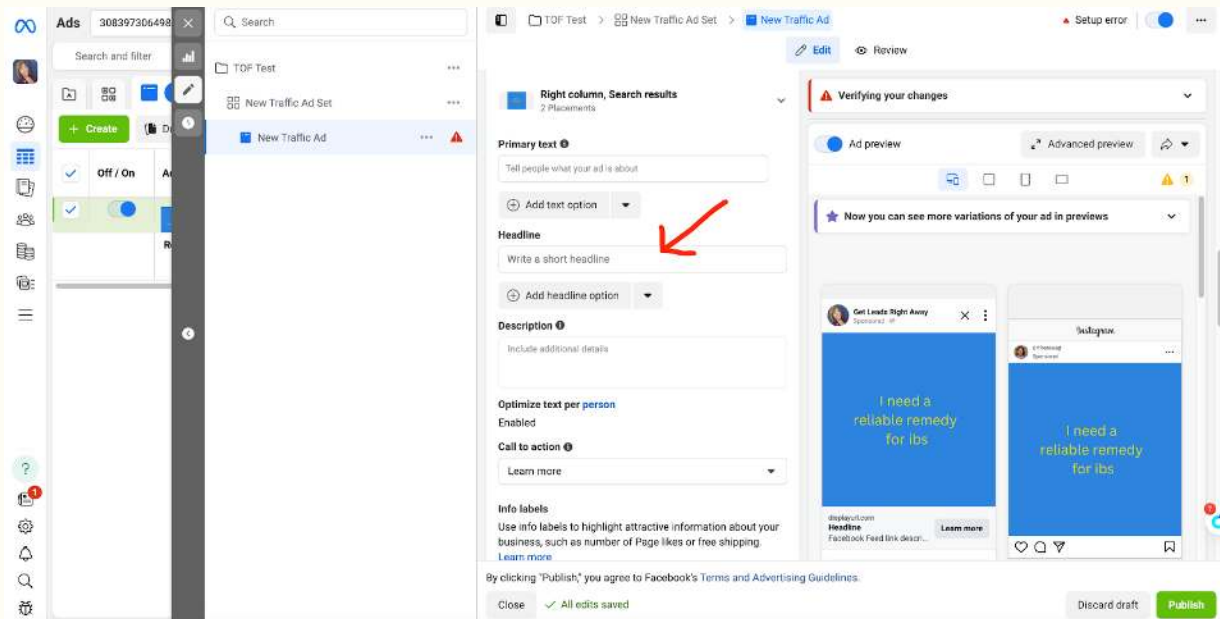 Ads
308397306498
Search and filter
+ Create
Off / On
Search
TOF Test
New Traffic Ad Set
New Traffic Ad
TOF Test > New Traffic Ad Set > New Traffic Ad
Setup error
Edit
Review
Right column, Search results
2 Placements
Primary text
Tell people what your ad is about
Add text option
Headline
Write a short headline
Add headline option
Description
Include additional details
Optimize text per person
Enabled
Call to action
Learn more
Info labels
Use info labels to highlight attractive information about your
business, such as number of Page likes or free shipping.
Learn more
Verifying your changes
Ad preview
Advanced preview
1
Now you can see more variations of your ad in previews
Get Leads Right Away
Sponsored
I need a
reliable remedy
for ibs
displayurl.com
Headline
Facebook Feed link descr...
Learn more
Instagram
Sponsored
I need a
reliable remedy
for ibs
By clicking "Publish," you agree to Facebook's Terms and Advertising Guidelines.
Close
All edits saved
Discard draft
Publish